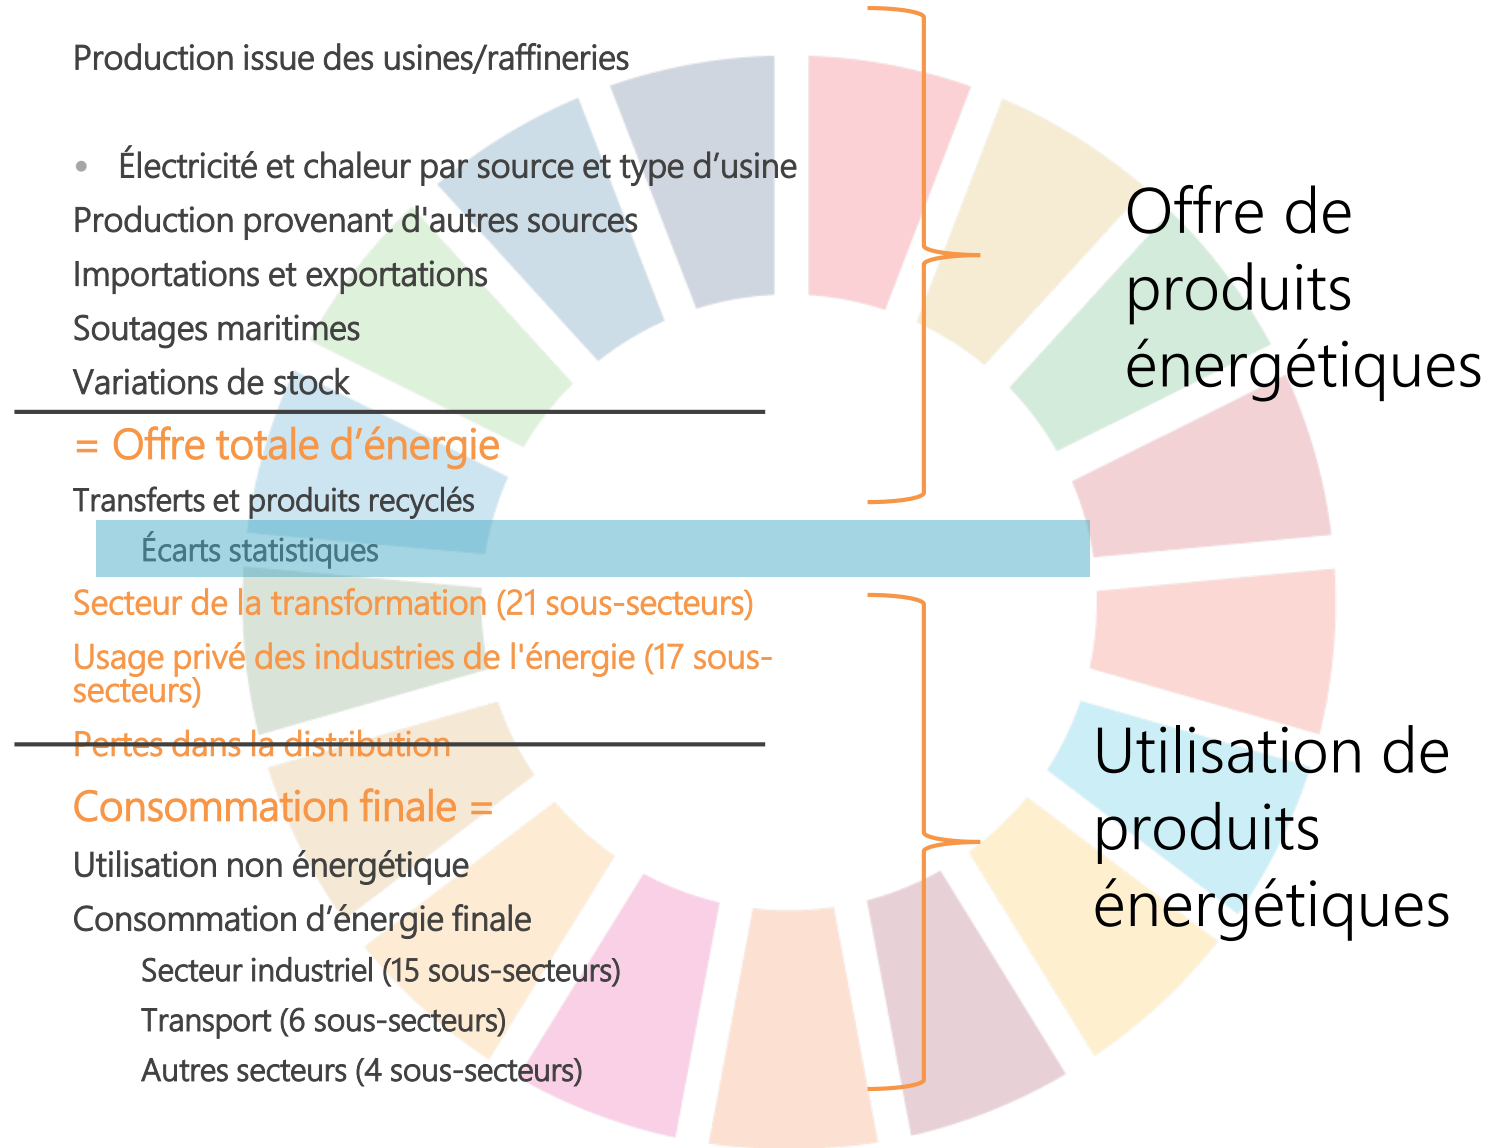 Production issue des usines/raffineries
• Électricité et chaleur par source et type d’usine
Production provenant d'autres sources
Importations et exportations
Soutages maritimes
Variations de stock
= Offre totale d’énergie
Transferts et produits recyclés
Offre de
produits
énergétiques
Écarts statistiques
Secteur de la transformation (21 sous-secteurs)
Usage privé des industries de l'énergie (17 sous-
secteurs)
Pertes dans la distribution
Consommation finale =
Utilisation non énergétique
Consommation d’énergie finale
Secteur industriel (15 sous-secteurs)
Transport (6 sous-secteurs)
Autres secteurs (4 sous-secteurs)
Utilisation de
produits
énergétiques